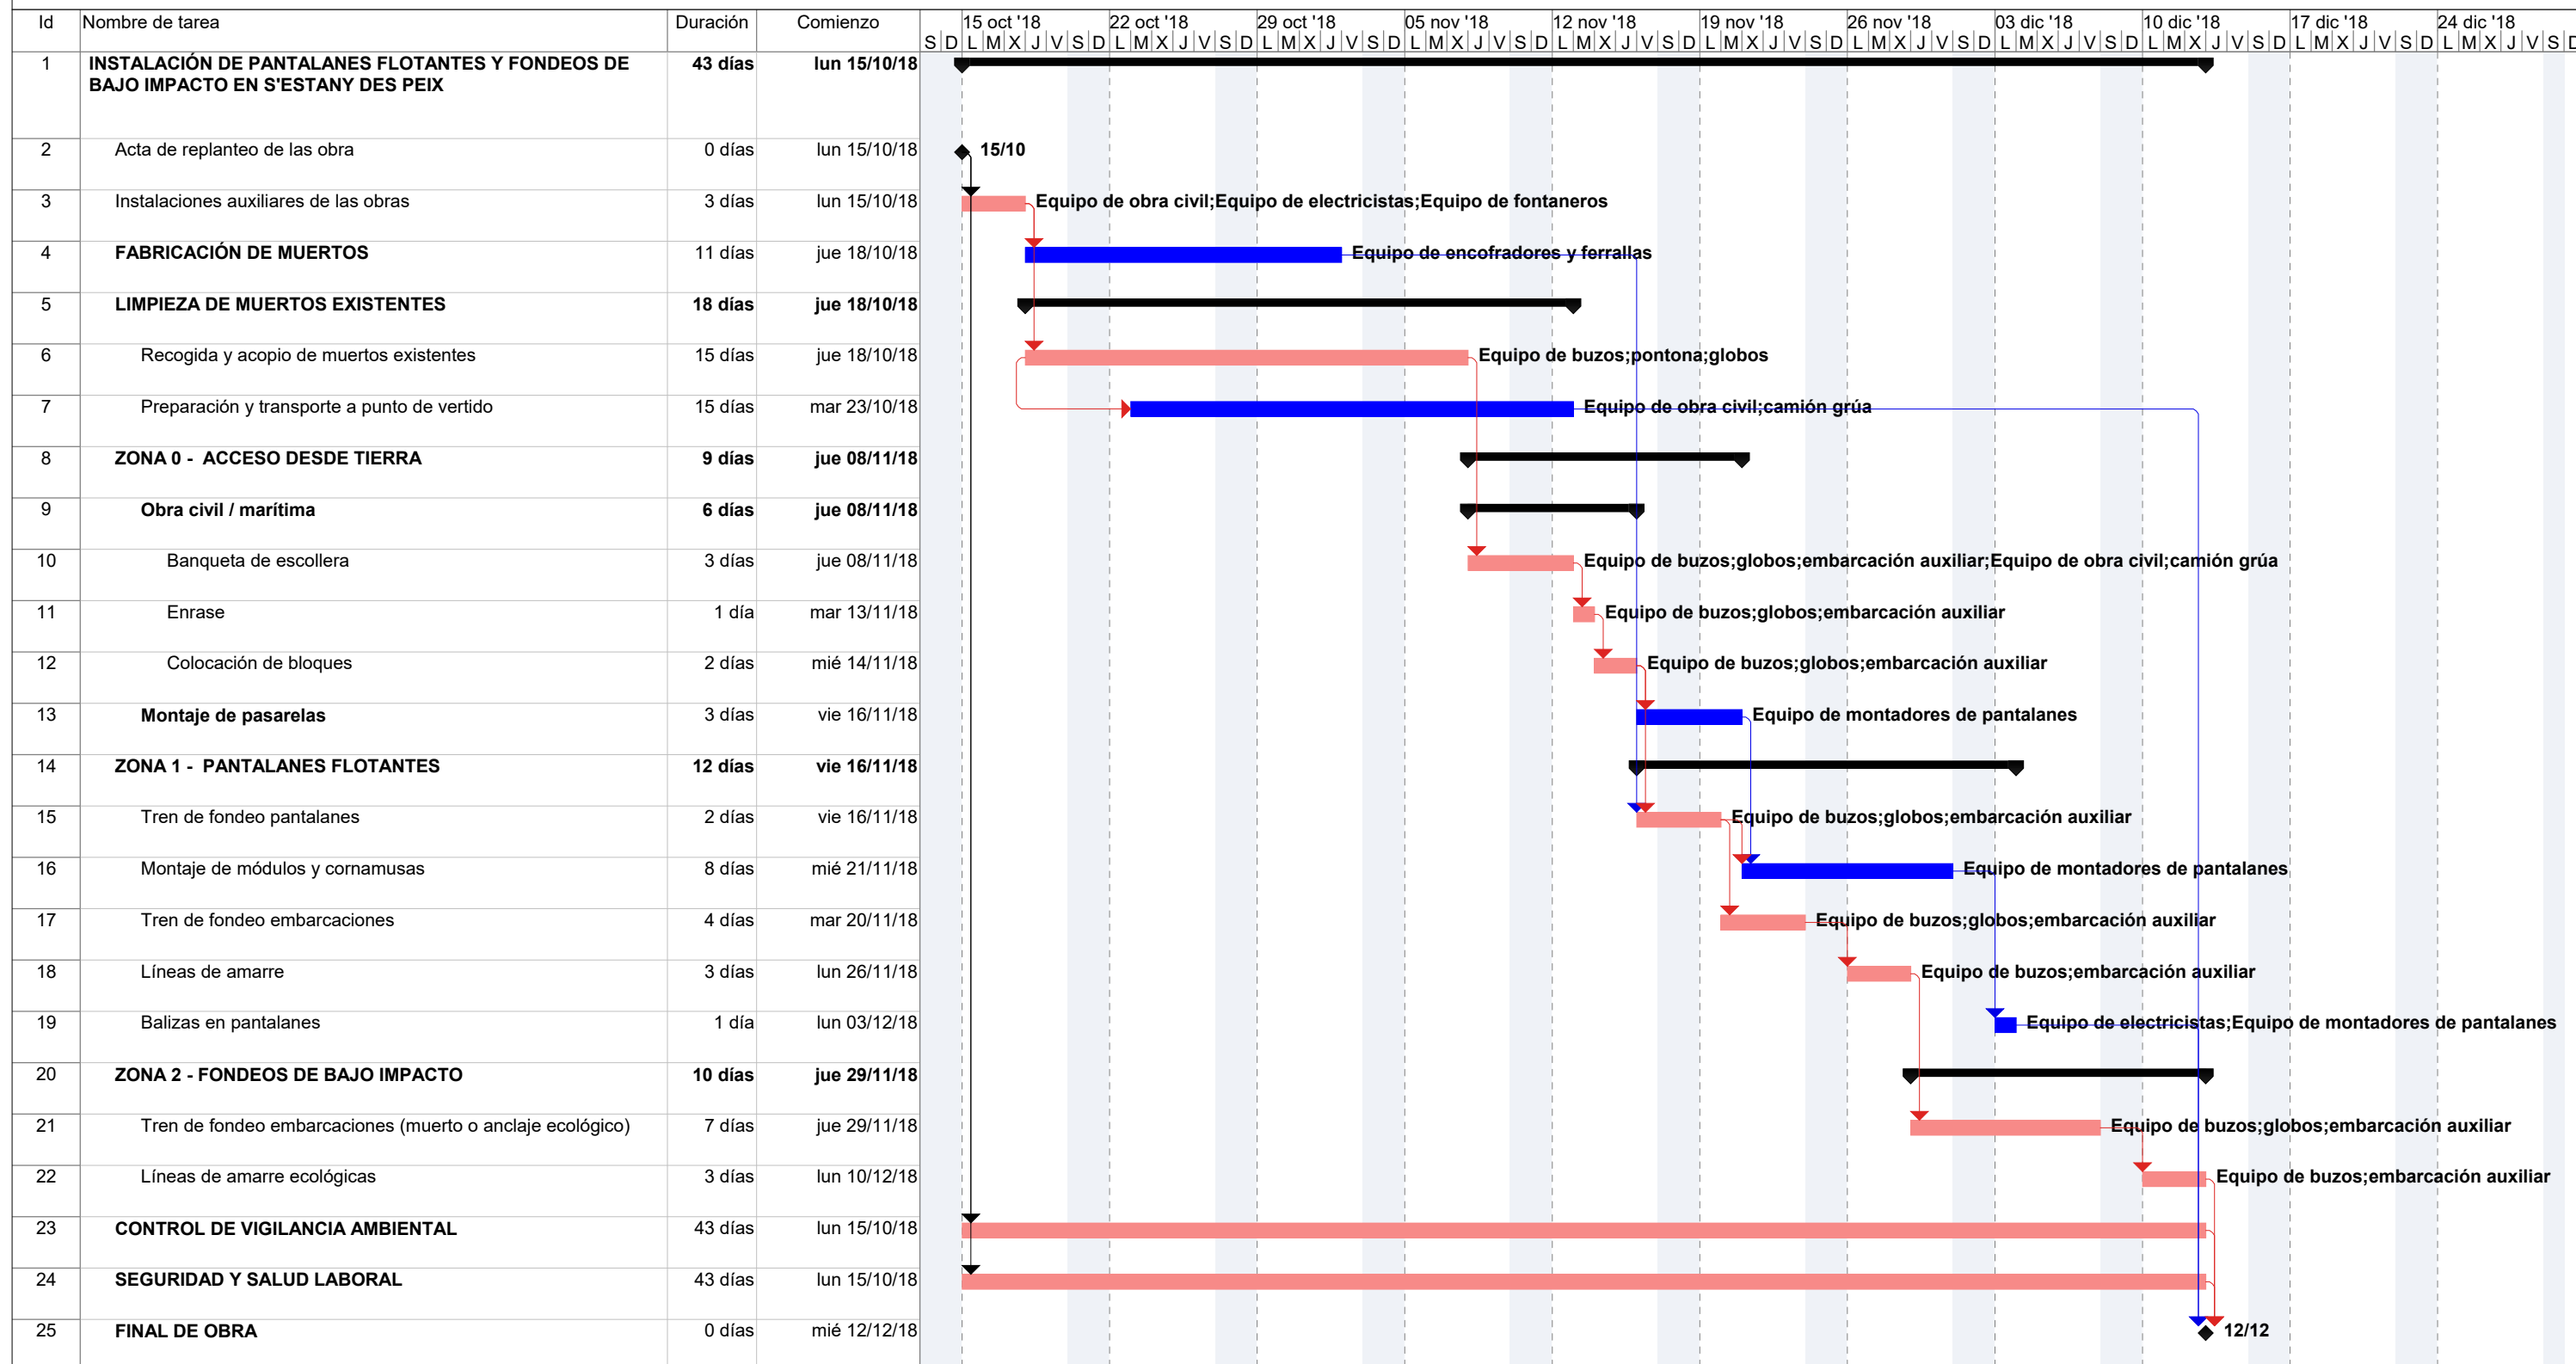 Id Nombre de tarea Duración Comienzo 15 oct '18 22 oct '18 29 oct '18 05 nov '18 12 nov '18 19 nov '18 26 nov '18 03 dic '18 10 dic '18 17 dic '18 24 dic '18
S D L M X J V S D L M X J V S D L M X J V S D L M X J V S D L M X J V S D L M X J V S D L M X J V S D L M X J V S D L M X J V S D L M X J V S D L M X J V S D
1 INSTALACIÓN DE PANTALANES FLOTANTES Y FONDEOS DE 43 días lun 15/10/18
BAJO IMPACTO EN S'ESTANY DES PEIX
2 Acta de replanteo de las obra 0 días lun 15/10/18 15/10
3 Instalaciones auxiliares de las obras 3 días lun 15/10/18 Equipo de obra civil;Equipo de electricistas;Equipo de fontaneros
4 FABRICACIÓN DE MUERTOS 11 días jue 18/10/18 Equipo de encofradores y ferrallas
5 LIMPIEZA DE MUERTOS EXISTENTES 18 días jue 18/10/18
6 Recogida y acopio de muertos existentes 15 días jue 18/10/18 Equipo de buzos;pontona;globos
7 Preparación y transporte a punto de vertido 15 días mar 23/10/18 Equipo de obra civil;camión grúa
8 ZONA 0 - ACCESO DESDE TIERRA 9 días jue 08/11/18
9 Obra civil / marítima 6 días jue 08/11/18
10 Banqueta de escollera 3 días jue 08/11/18 Equipo de buzos;globos;embarcación auxiliar;Equipo de obra civil;camión grúa
11 Enrase 1 día mar 13/11/18 Equipo de buzos;globos;embarcación auxiliar
12 Colocación de bloques 2 días mié 14/11/18 Equipo de buzos;globos;embarcación auxiliar
13 Montaje de pasarelas 3 días vie 16/11/18 Equipo de montadores de pantalanes
14 ZONA 1 - PANTALANES FLOTANTES 12 días vie 16/11/18
15 Tren de fondeo pantalanes 2 días vie 16/11/18 Equipo de buzos;globos;embarcación auxiliar
16 Montaje de módulos y cornamusas 8 días mié 21/11/18 Equipo de montadores de pantalanes
17 Tren de fondeo embarcaciones 4 días mar 20/11/18 Equipo de buzos;globos;embarcación auxiliar
18 Líneas de amarre 3 días lun 26/11/18 Equipo de buzos;embarcación auxiliar
19 Balizas en pantalanes 1 día lun 03/12/18 Equipo de electricistas;Equipo de montadores de pantalanes
20 ZONA 2 - FONDEOS DE BAJO IMPACTO 10 días jue 29/11/18
21 Tren de fondeo embarcaciones (muerto o anclaje ecológico) 7 días jue 29/11/18 Equipo de buzos;globos;embarcación auxiliar
22 Líneas de amarre ecológicas 3 días lun 10/12/18 Equipo de buzos;embarcación auxiliar
23 CONTROL DE VIGILANCIA AMBIENTAL 43 días lun 15/10/18
24 SEGURIDAD Y SALUD LABORAL 43 días lun 15/10/18
25 FINAL DE OBRA 0 días mié 12/12/18 12/12